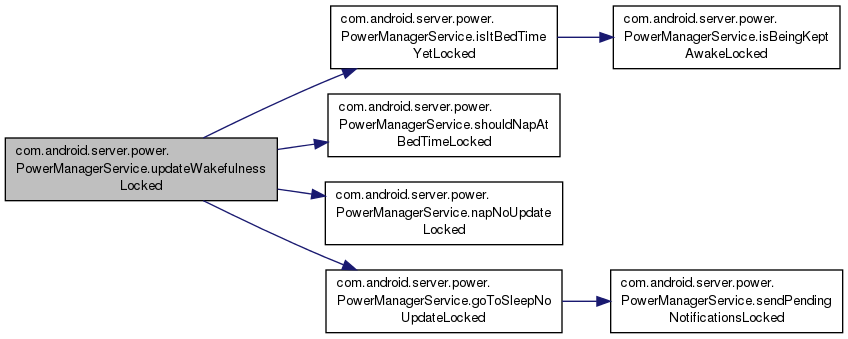 com.android.server.power.
PowerManagerService.isItBedTime
YetLocked
com.android.server.power.
PowerManagerService.isBeingKept
AwakeLocked
com.android.server.power.
PowerManagerService.shouldNapAt
BedTimeLocked
com.android.server.power.
PowerManagerService.updateWakefulness
Locked
com.android.server.power.
PowerManagerService.napNoUpdate
Locked
com.android.server.power.
PowerManagerService.goToSleepNo
UpdateLocked
com.android.server.power.
PowerManagerService.sendPending
NotificationsLocked